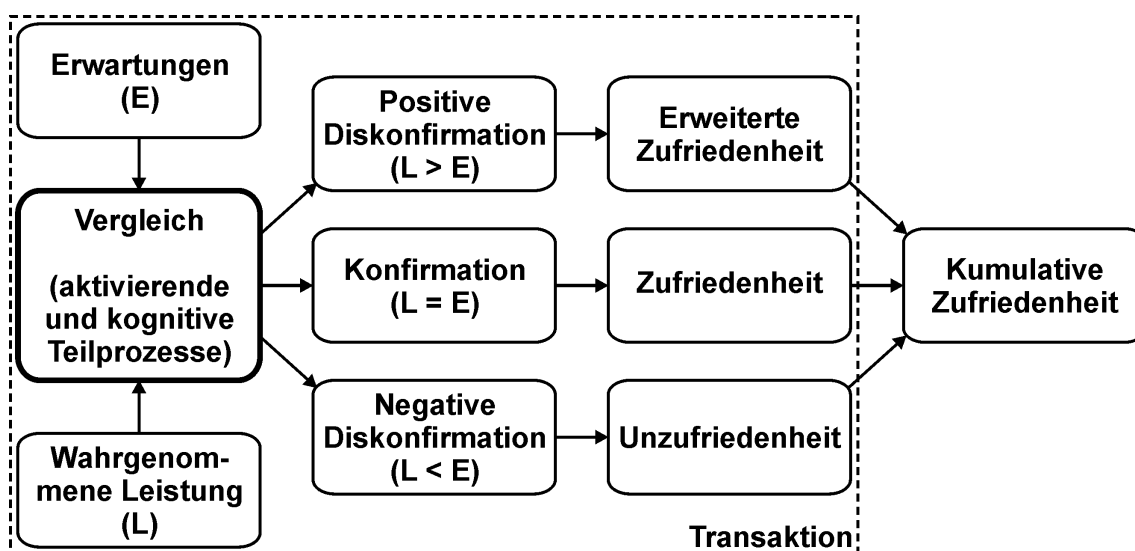 Erwartungen
(E)
Vergleich
(aktivierende
und kognitive
Teilprozesse)
Wahrgenom-
mene Leistung
(L)
Positive
Diskonfirmation
(L > E)
Konfirmation
(L = E)
Negative
Diskonfirmation
(L < E)
Erweiterte
Zufriedenheit
Zufriedenheit
Unzufriedenheit
Kumulative
Zufriedenheit
Transaktion